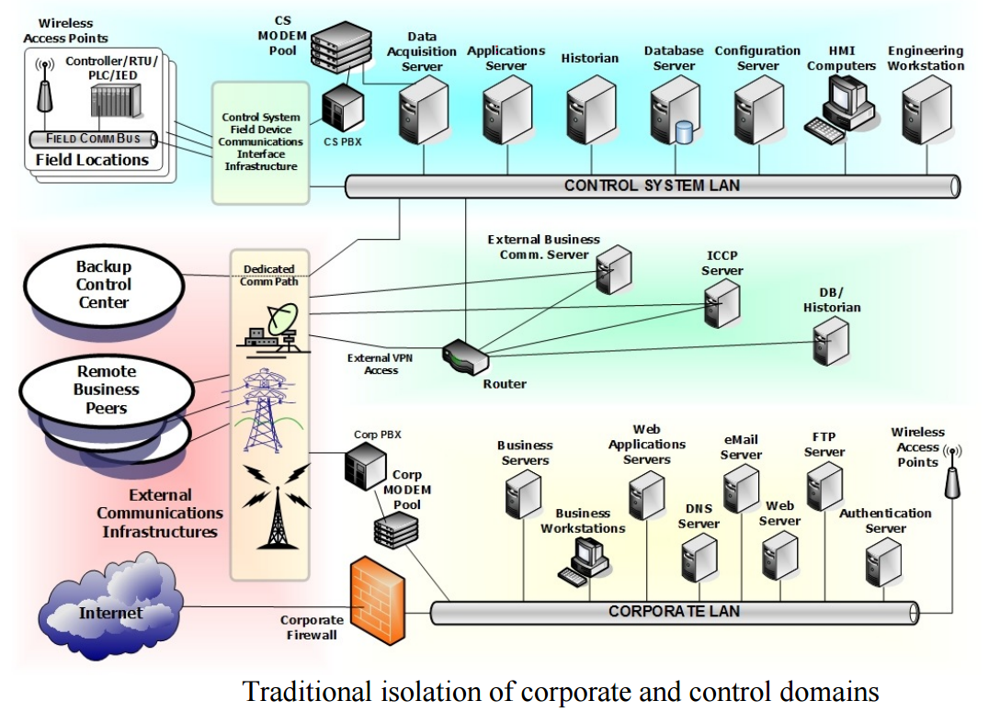 Wireless
Access Points
Controller/RTU/
PLC/IED
FIELD COMM BUS
Field Locations
Control System
Field Device
Communications
Interface
Infrastructure
CS
MODEM
Pool
CS PBX
Data
Acquisition
Server
Applications
Server
Historian
Database
Server
Configuration
Server
HMI
Computers
Engineering
Workstation
CONTROL SYSTEM LAN
Backup
Control
Center
Dedicated
Comm Path
External Business
Comm. Server
ICCP
Server
DB/
Historian
External VPN
Access
Router
Remote
Business
Peers
External
Communications
Infrastructures
Corp PBX
Corp
MODEM
Pool
Business
Servers
Business
Workstations
Web
Applications
Servers
DNS
Server
eMail
Server
Web
Server
FTP
Server
Authentication
Server
Wireless
Access
Points
Internet
Corporate
Firewall
CORPORATE LAN
Traditional isolation of corporate and control domains